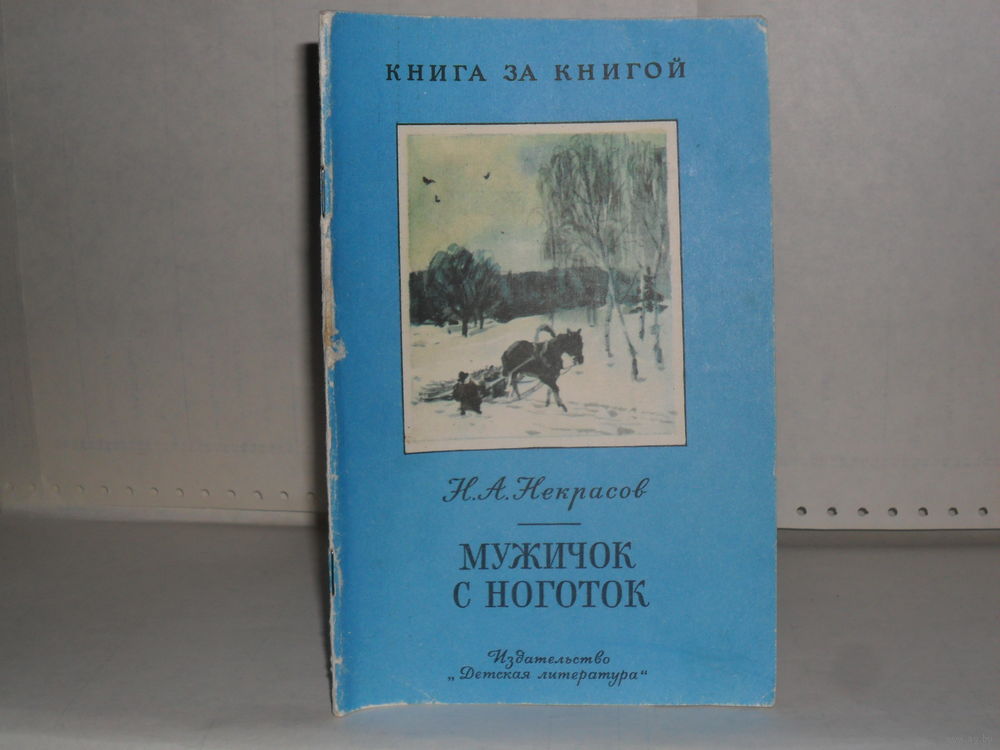 КНИГА ЗА КНИГОЙ
Н.А.Некрасов
МУЖИЧОК
С НОГОТОК
Издательство
„Детская литература“